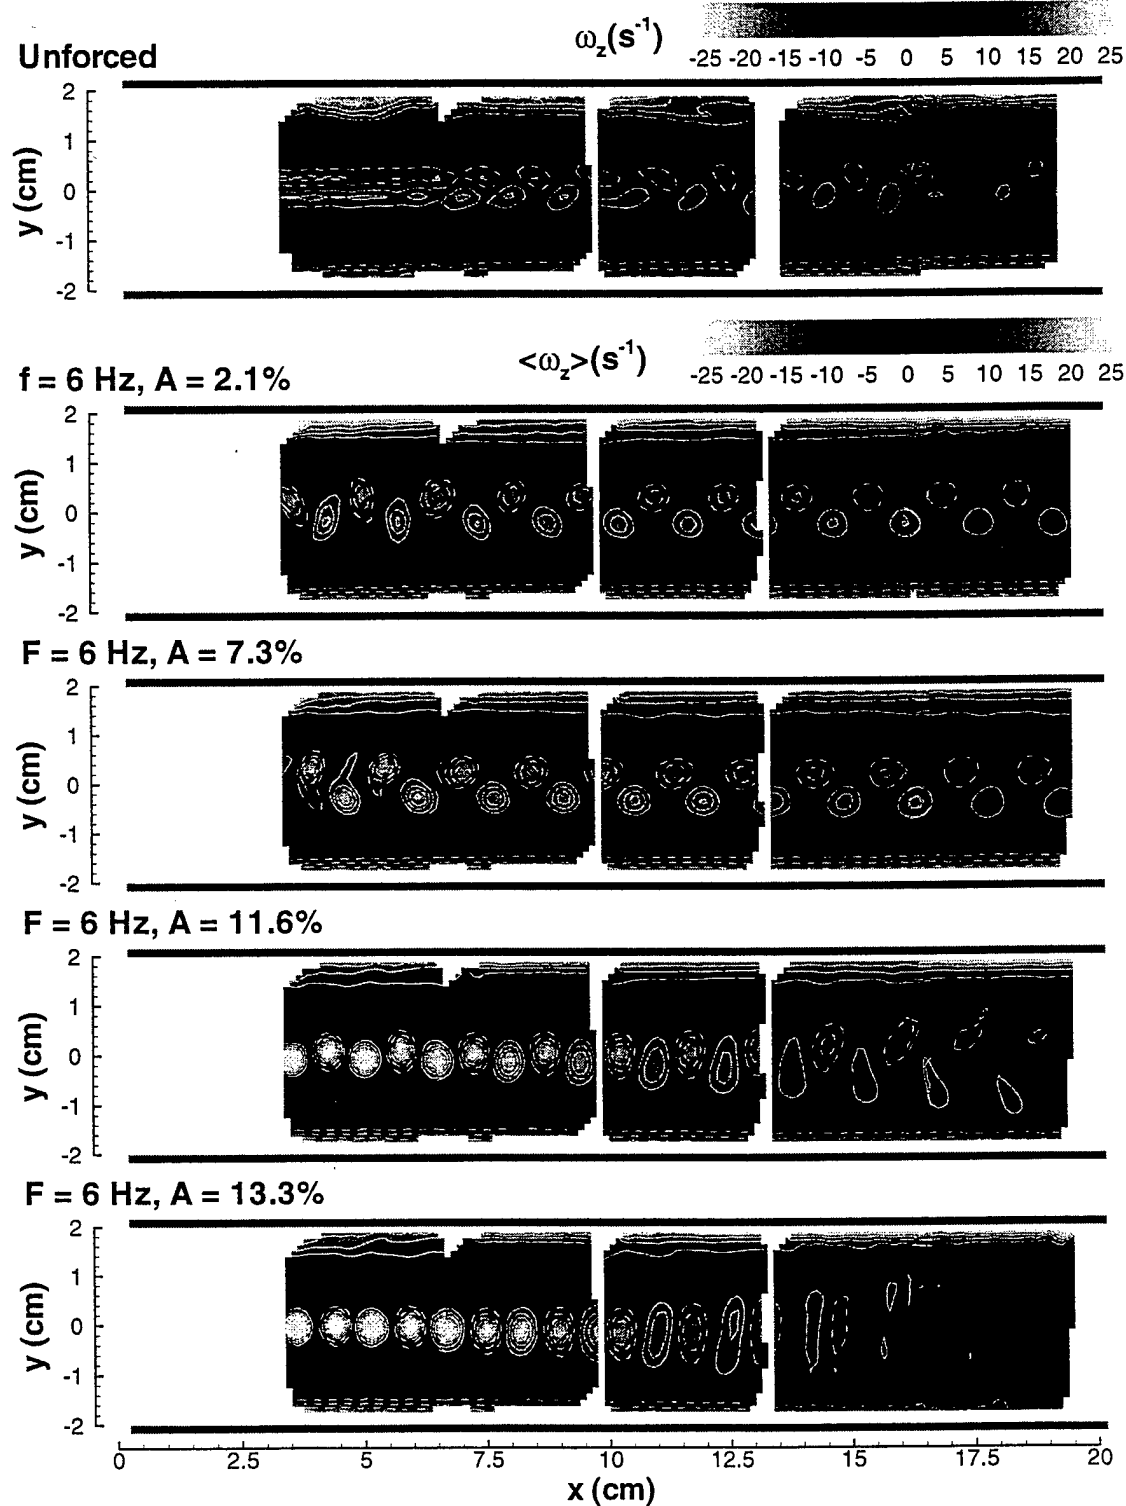 ω_z(s^-1)
-25 -20 -15 -10 -5 0 5 10 15 20 25
Unforced
2
1
0
-1
-2
y (cm)
<ω_z>(s^-1)
-25 -20 -15 -10 -5 0 5 10 15 20 25
f = 6 Hz, A = 2.1%
2
1
0
-1
-2
y (cm)
F = 6 Hz, A = 7.3%
2
1
0
-1
-2
y (cm)
F = 6 Hz, A = 11.6%
2
1
0
-1
-2
y (cm)
F = 6 Hz, A = 13.3%
2
1
0
-1
-2
y (cm)
0 2.5 5 7.5 10 12.5 15 17.5 20
x (cm)